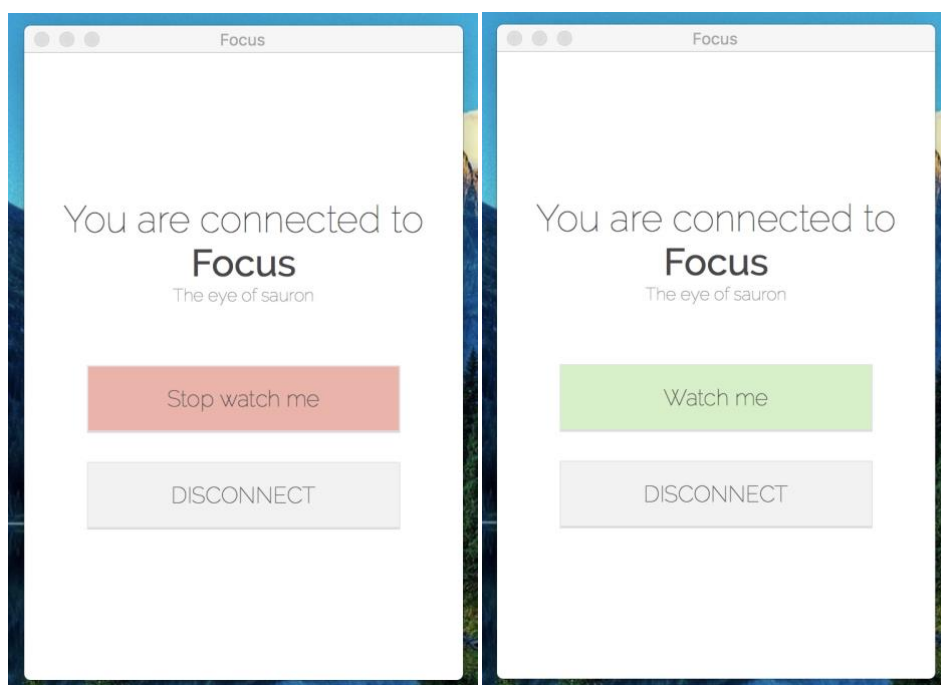 Focus
You are connected to
Focus
The eye of sauron
Stop watch me
DISCONNECT
Focus
You are connected to
Focus
The eye of sauron
Watch me
DISCONNECT